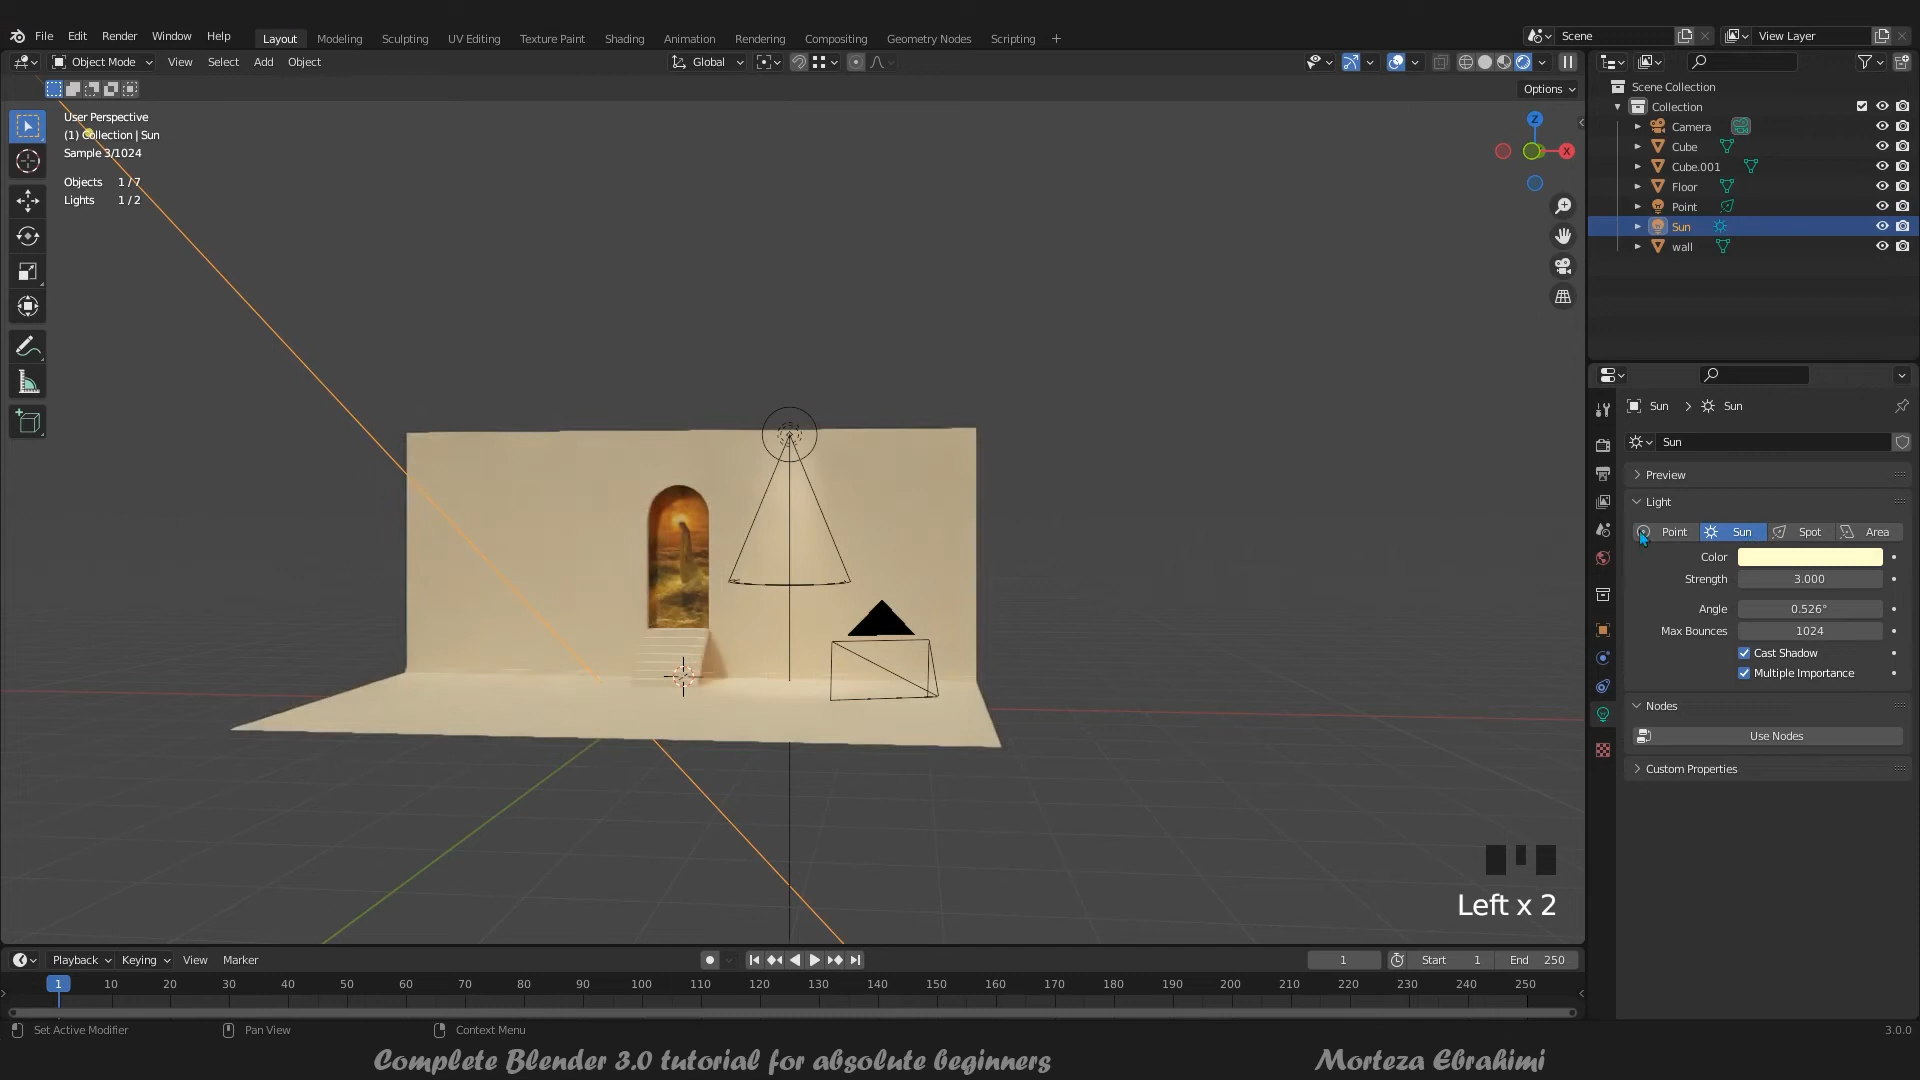 File Edit Render Window Help Layout Modeling Sculpting UV Editing Texture Paint Shading Animation Rendering Compositing Geometry Nodes Scripting + Scene View Layer
Object Mode View Select Add Object Global
Options
User Perspective
(1) Collection | Sun
Sample 3/1024
Objects 1 / 7
Lights 1 / 2
Z
X
Scene Collection
Collection
Camera
Cube
Cube.001
Floor
Point
Sun
wall
Sun > Sun
Sun
Preview
Light
Point Sun Spot Area
Color
Strength 3.000
Angle 0.526°
Max Bounces 1024
Cast Shadow
Multiple Importance
Nodes
Use Nodes
Custom Properties
Left x 2
Playback Keying View Marker 1 Start 1 End 250
1 10 20 30 40 50 60 70 80 90 100 110 120 130 140 150 160 170 180 190 200 210 220 230 240 250
Set Active Modifier Pan View Context Menu 3.0.0
Complete Blender 3.0 tutorial for absolute beginners Morteza Ebrahimi